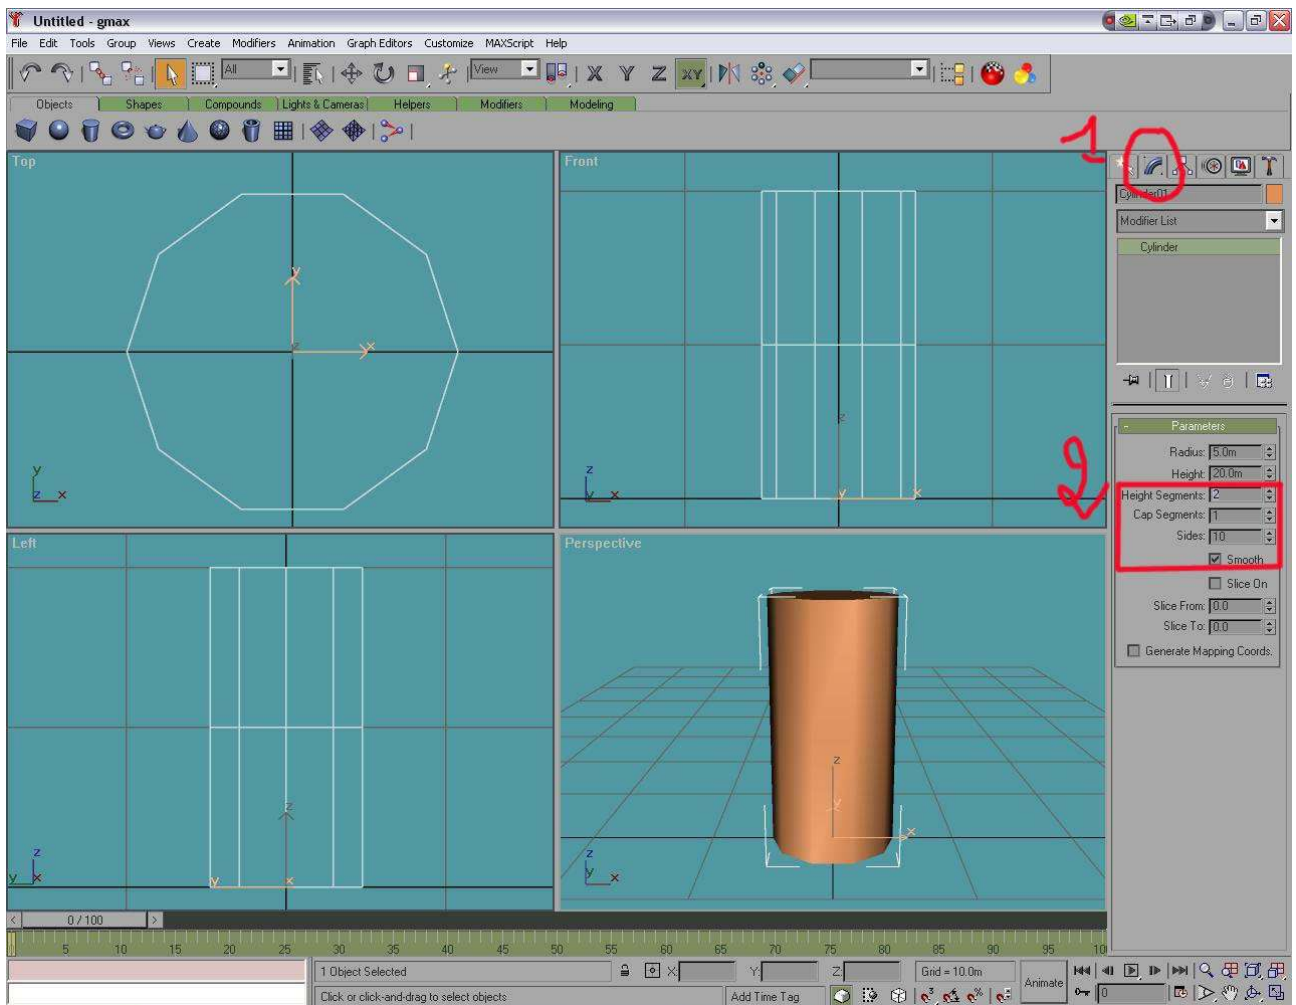 Untitled - gmax
File Edit Tools Group Views Create Modifiers Animation Graph Editors Customize MAXScript Help
All
View
X Y Z XY
Objects Shapes Compounds Lights & Cameras Helpers Modifiers Modeling
1
Top
Front
Cylinder01
Modifier List
Cylinder
Parameters
Radius: 5.0m
Height: 20.0m
2
Height Segments: 2
Cap Segments: 1
Sides: 10
Smooth
Slice On
Slice From: 0.0
Slice To: 0.0
Generate Mapping Coords.
y
x
z
y
z x
z
y x
z
y x
Left
Perspective
z
y x
z
y x
z
y
x
z
y x
0 / 100
5 10 15 20 25 30 35 40 45 50 55 60 65 70 75 80 85 90 95 10
1 Object Selected
X: Y: Z:
Grid = 10.0m
Animate
Click or click-and-drag to select objects
Add Time Tag
0